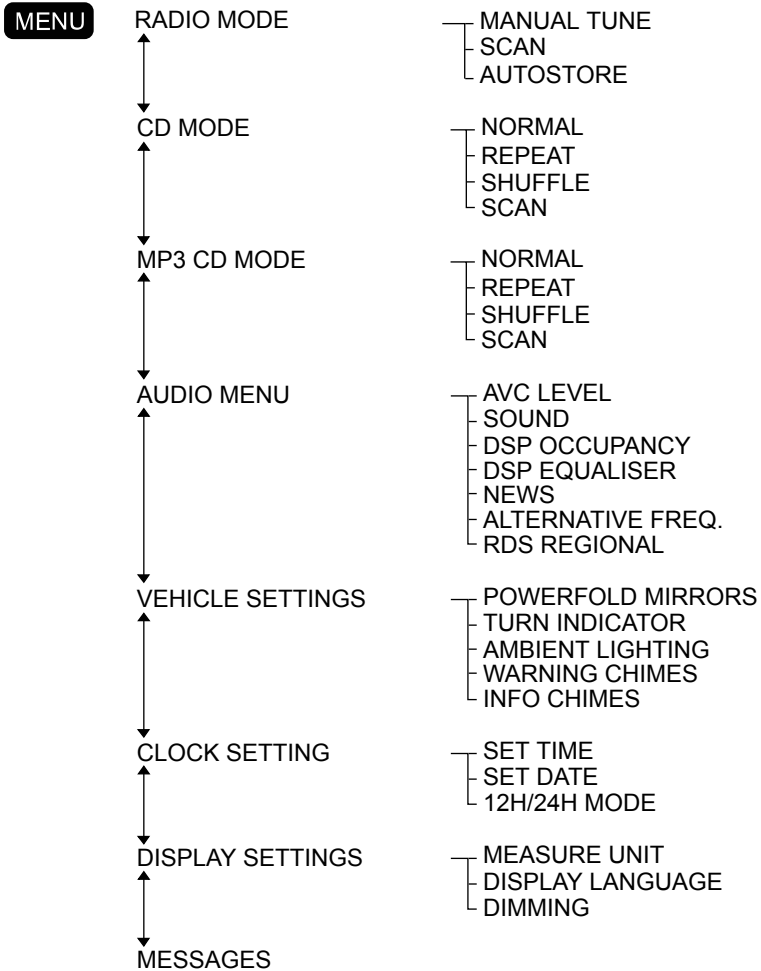 MENU
RADIO MODE
MANUAL TUNE
SCAN
AUTOSTORE
CD MODE
NORMAL
REPEAT
SHUFFLE
SCAN
MP3 CD MODE
NORMAL
REPEAT
SHUFFLE
SCAN
AUDIO MENU
AVC LEVEL
SOUND
DSP OCCUPANCY
DSP EQUALISER
NEWS
ALTERNATIVE FREQ.
RDS REGIONAL
VEHICLE SETTINGS
POWERFOLD MIRRORS
TURN INDICATOR
AMBIENT LIGHTING
WARNING CHIMES
INFO CHIMES
CLOCK SETTING
SET TIME
SET DATE
12H/24H MODE
DISPLAY SETTINGS
MEASURE UNIT
DISPLAY LANGUAGE
DIMMING
MESSAGES